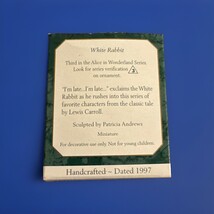 White Rabbit
Third in the Alice in Wonderland Series.
Look for series verification
on ornament.
"I'm late...I'm late..." exclaims the White
Rabbit as he rushes into this series of
favorite characters from the classic tale
by Lewis Carroll.
Sculpted by Patricia Andrews
Miniature
For decorative use only. Not for young children.
Handcrafted – Dated 1997